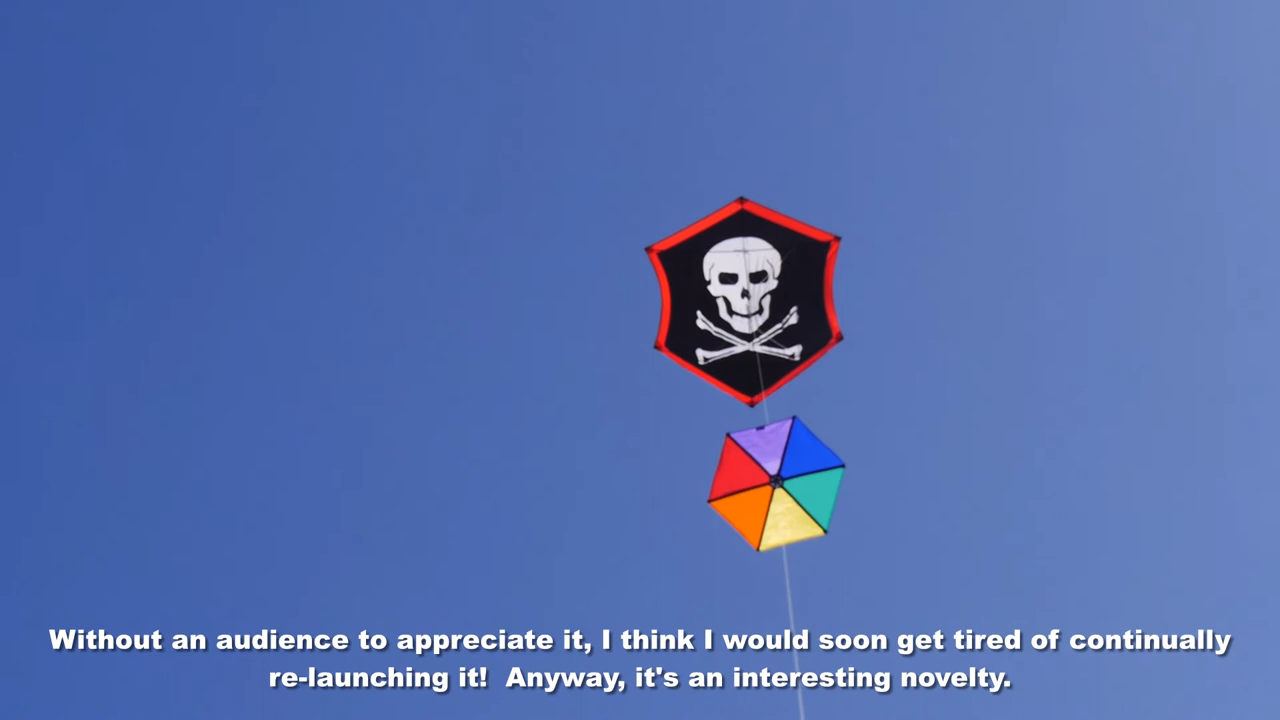 Without an audience to appreciate it, I think I would soon get tired of continually
re-launching it!  Anyway, it's an interesting novelty.